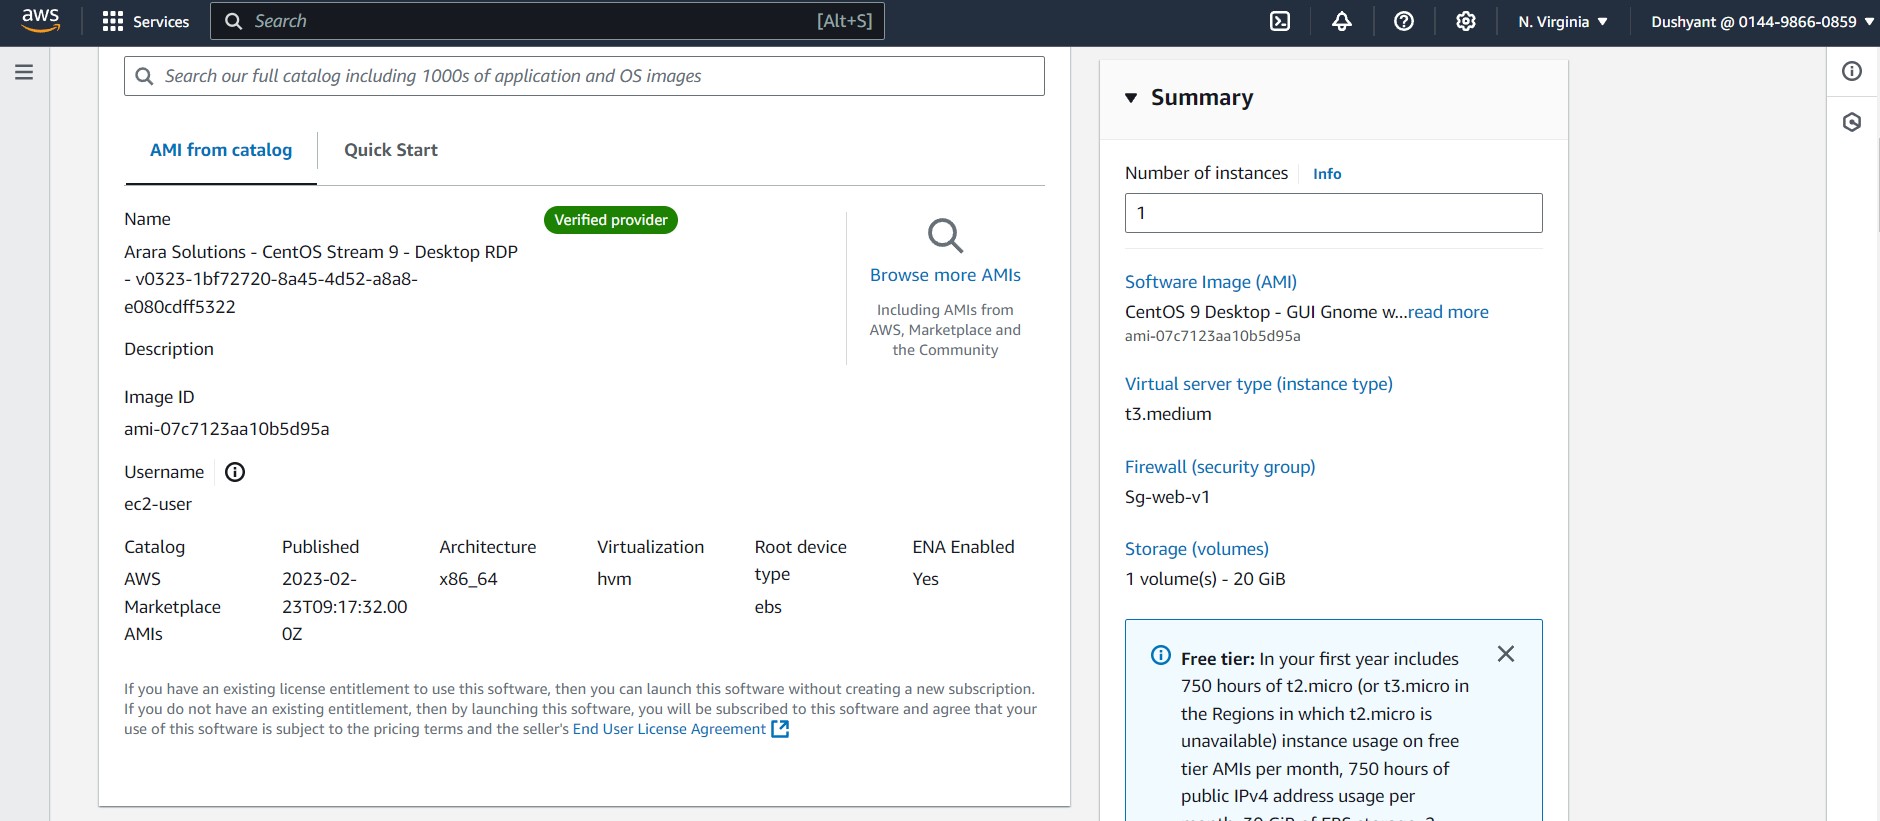 aws
Services
Search
[Alt+S]
N. Virginia
Dushyant @ 0144-9866-0859
Search our full catalog including 1000s of application and OS images
AMI from catalog
Quick Start
Name
Verified provider
Arara Solutions - CentOS Stream 9 - Desktop RDP
- v0323-1bf72720-8a45-4d52-a8a8-
e080cdff5322
Browse more AMIs
Including AMIs from
AWS, Marketplace and
the Community
Description
Image ID
ami-07c7123aa10b5d95a
Username
ec2-user
Catalog
AWS
Marketplace
AMIs
Published
2023-02-
23T09:17:32.00
0Z
Architecture
x86_64
Virtualization
hvm
Root device
type
ebs
ENA Enabled
Yes
If you have an existing license entitlement to use this software, then you can launch this software without creating a new subscription.
If you do not have an existing entitlement, then by launching this software, you will be subscribed to this software and agree that your
use of this software is subject to the pricing terms and the seller's End User License Agreement
Summary
Number of instances
Info
1
Software Image (AMI)
CentOS 9 Desktop - GUI Gnome w...read more
ami-07c7123aa10b5d95a
Virtual server type (instance type)
t3.medium
Firewall (security group)
Sg-web-v1
Storage (volumes)
1 volume(s) - 20 GiB
Free tier: In your first year includes
750 hours of t2.micro (or t3.micro in
the Regions in which t2.micro is
unavailable) instance usage on free
tier AMIs per month, 750 hours of
public IPv4 address usage per
month, 30 GiB of EBS storage, 2